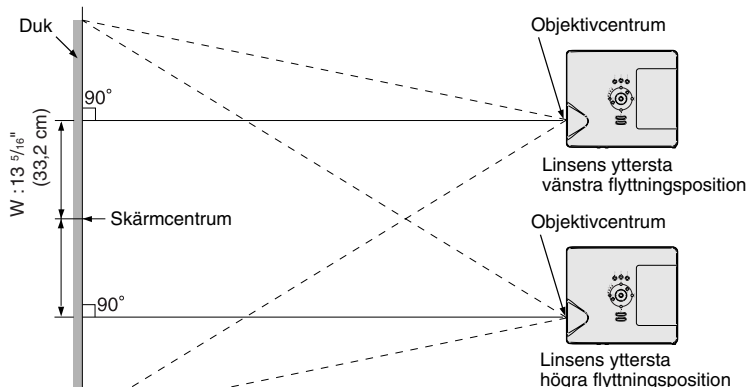 Duk
Objektivcentrum
90°
W : 13 5/16"
(33,2 cm)
Linsens yttersta
vänstra flyttningsposition
Skärmcentrum
Objektivcentrum
90°
Linsens yttersta
högra flyttningsposition